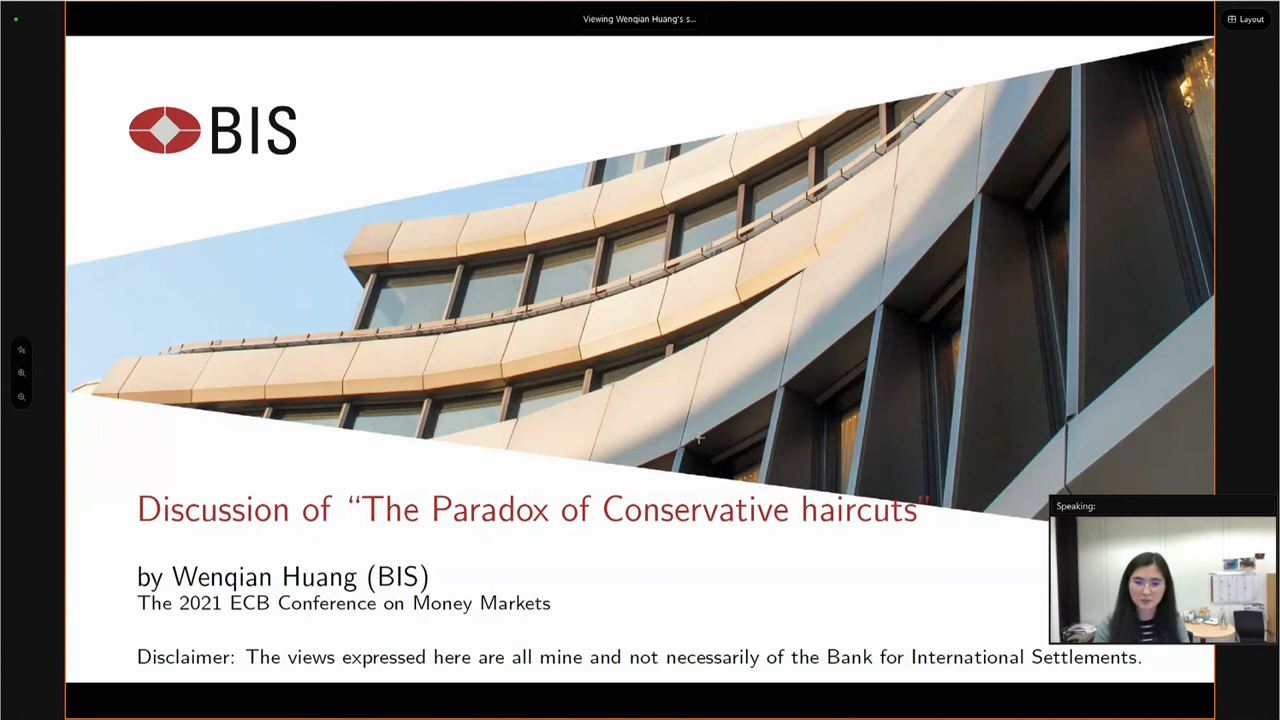 Viewing Wenqian Huang's s...
Layout
BIS
Discussion of “The Paradox of Conservative haircuts”
by Wenqian Huang (BIS)
The 2021 ECB Conference on Money Markets
Speaking:
Disclaimer: The views expressed here are all mine and not necessarily of the Bank for International Settlements.